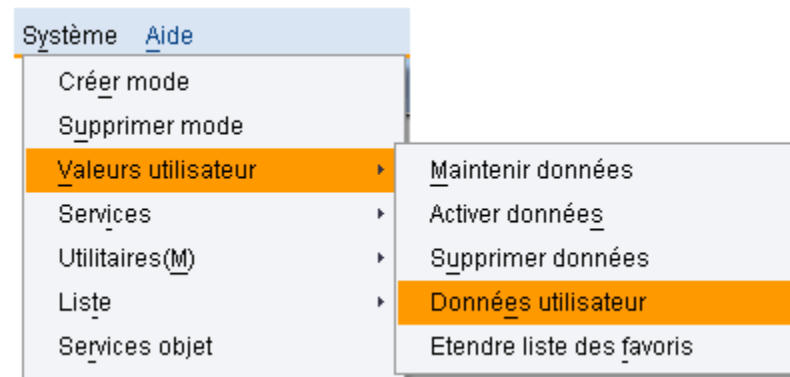 Système Aide
Créer mode
Supprimer mode
Valeurs utilisateur
Services
Utilitaires(M)
Liste
Services objet
Maintenir données
Activer données
Supprimer données
Données utilisateur
Etendre liste des favoris